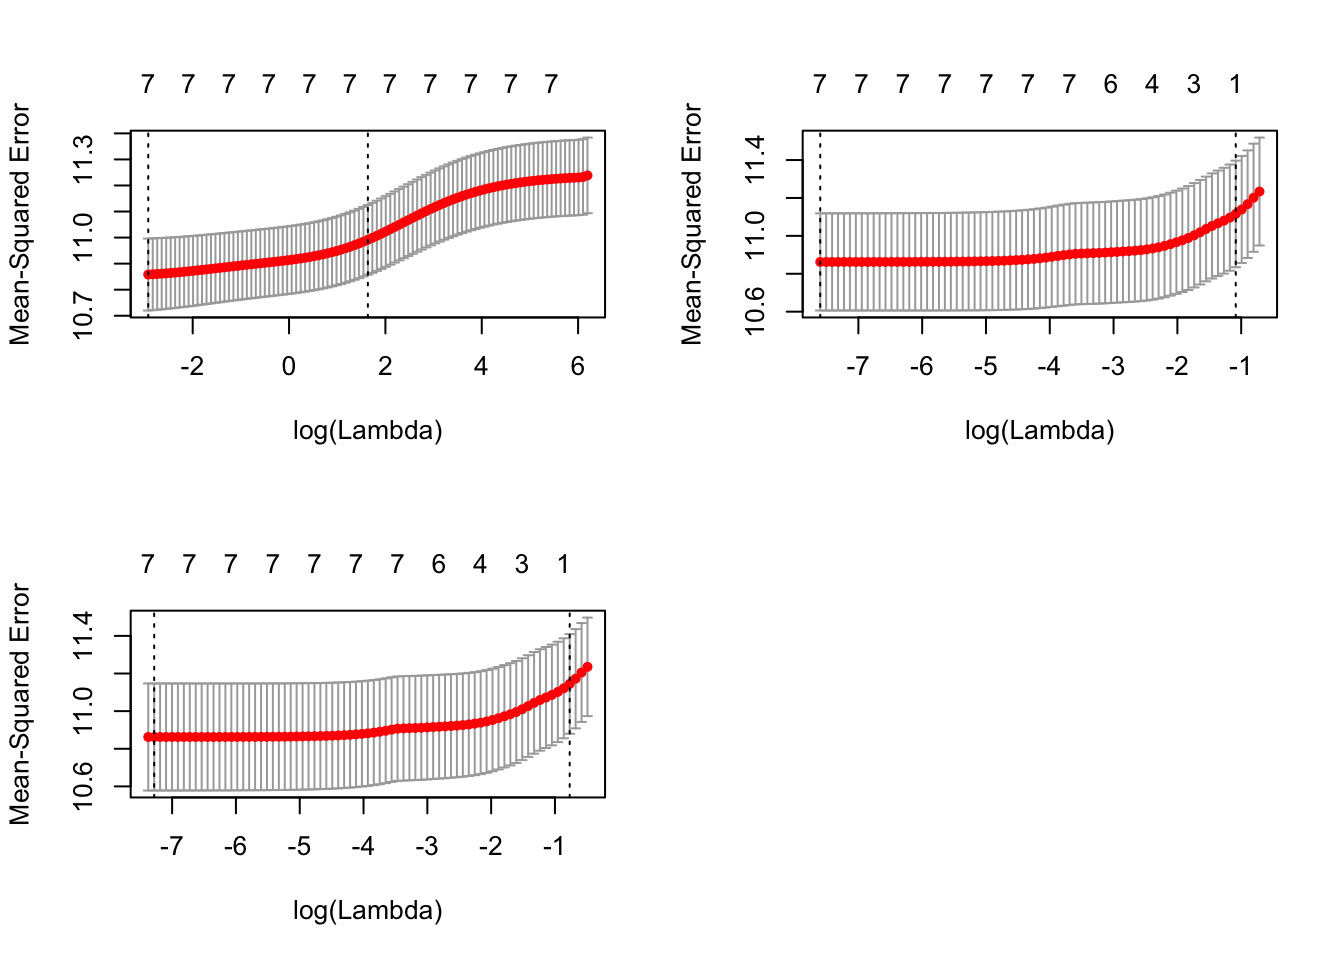 7 7 7 7 7 7 7 7 7 7 7
Mean-Squared Error
10.7 11.0 11.3
-2 0 2 4 6
log(Lambda)
7 7 7 7 7 7 7 6 4 3 1
Mean-Squared Error
10.6 11.0 11.4
-7 -6 -5 -4 -3 -2 -1
log(Lambda)
7 7 7 7 7 7 7 6 4 3 1
Mean-Squared Error
10.6 11.0 11.4
-7 -6 -5 -4 -3 -2 -1
log(Lambda)